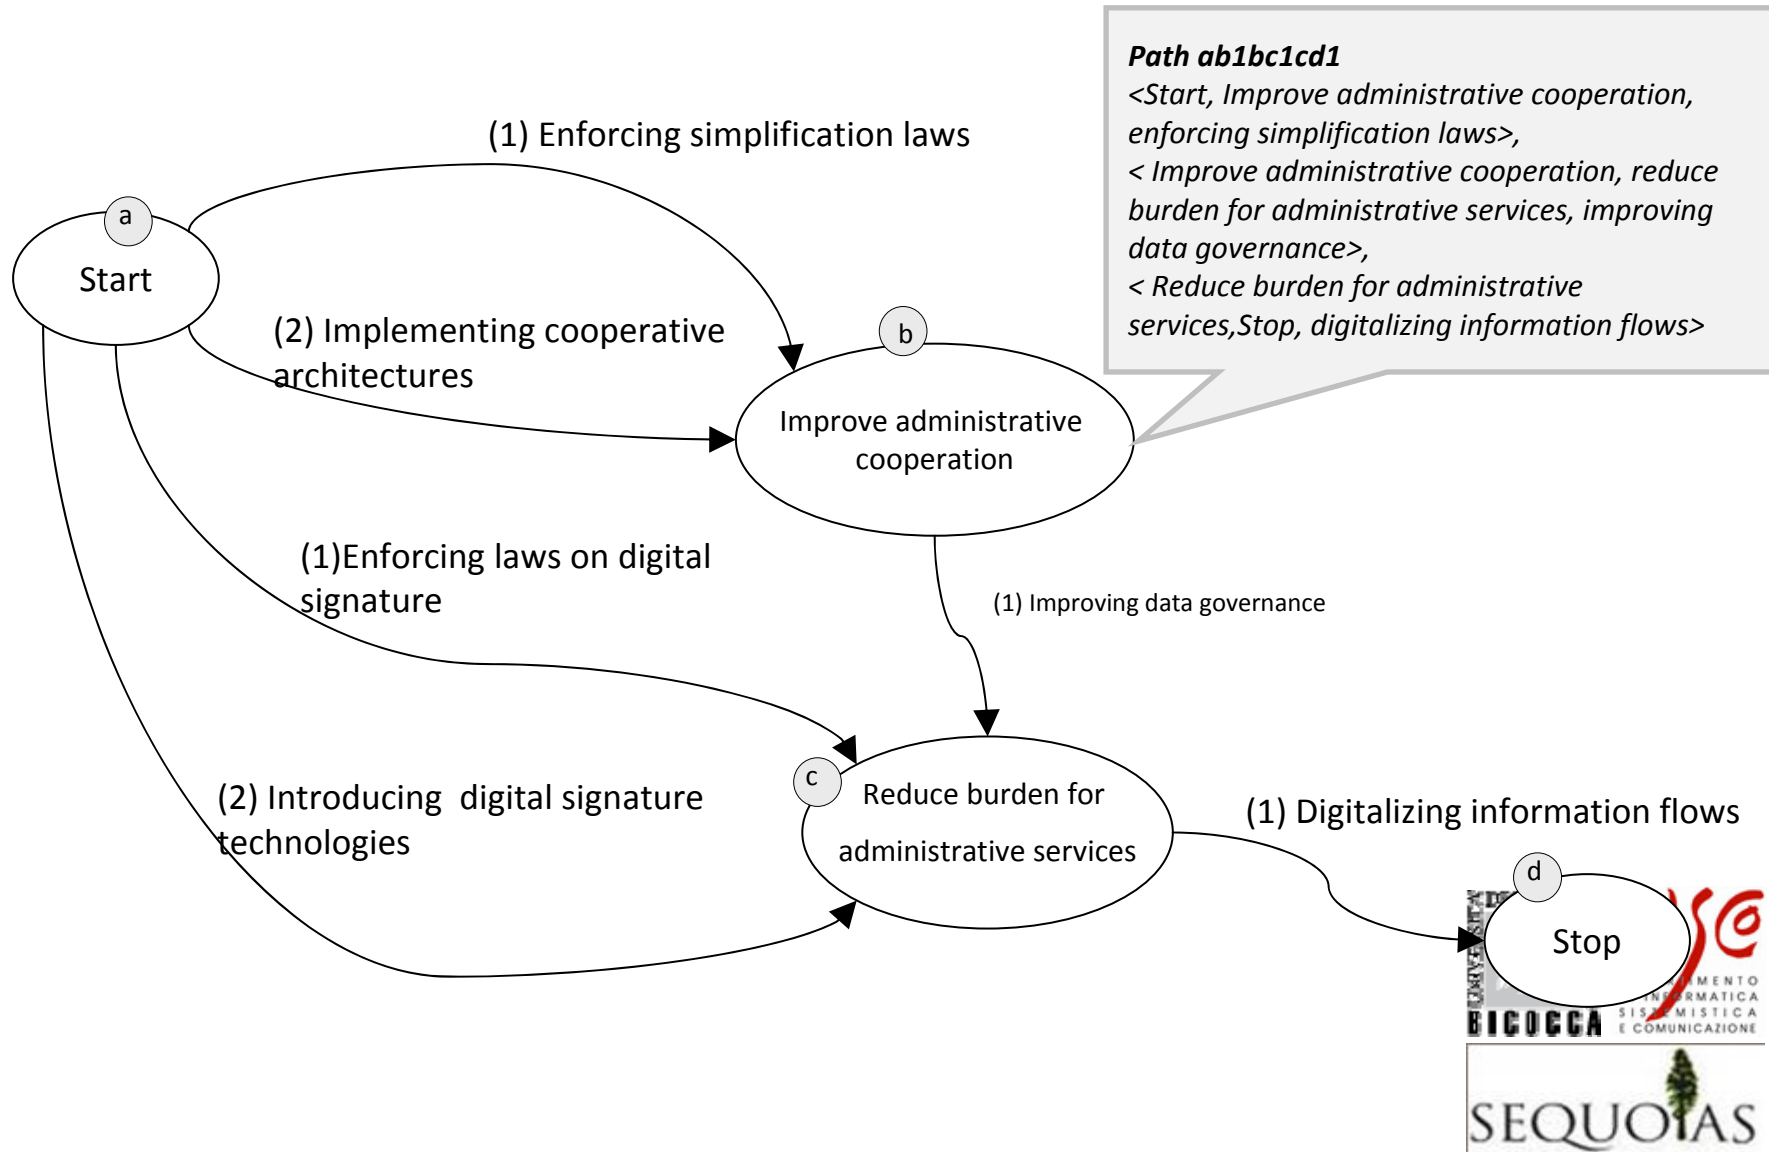 Path ab1bc1cd1
<Start, Improve administrative cooperation,
enforcing simplification laws>,
< Improve administrative cooperation, reduce
burden for administrative services, improving
data governance>,
< Reduce burden for administrative
services,Stop, digitalizing information flows>
(1) Enforcing simplification laws
a
Start
(2) Implementing cooperative
architectures
b
Improve administrative
cooperation
(1)Enforcing laws on digital
signature
(1) Improving data governance
c
Reduce burden for
administrative services
(2) Introducing  digital signature
technologies
(1) Digitalizing information flows
d
Stop
BICOCCA
SISTEMISTICA
E COMUNICAZIONE
SEQUOIAS